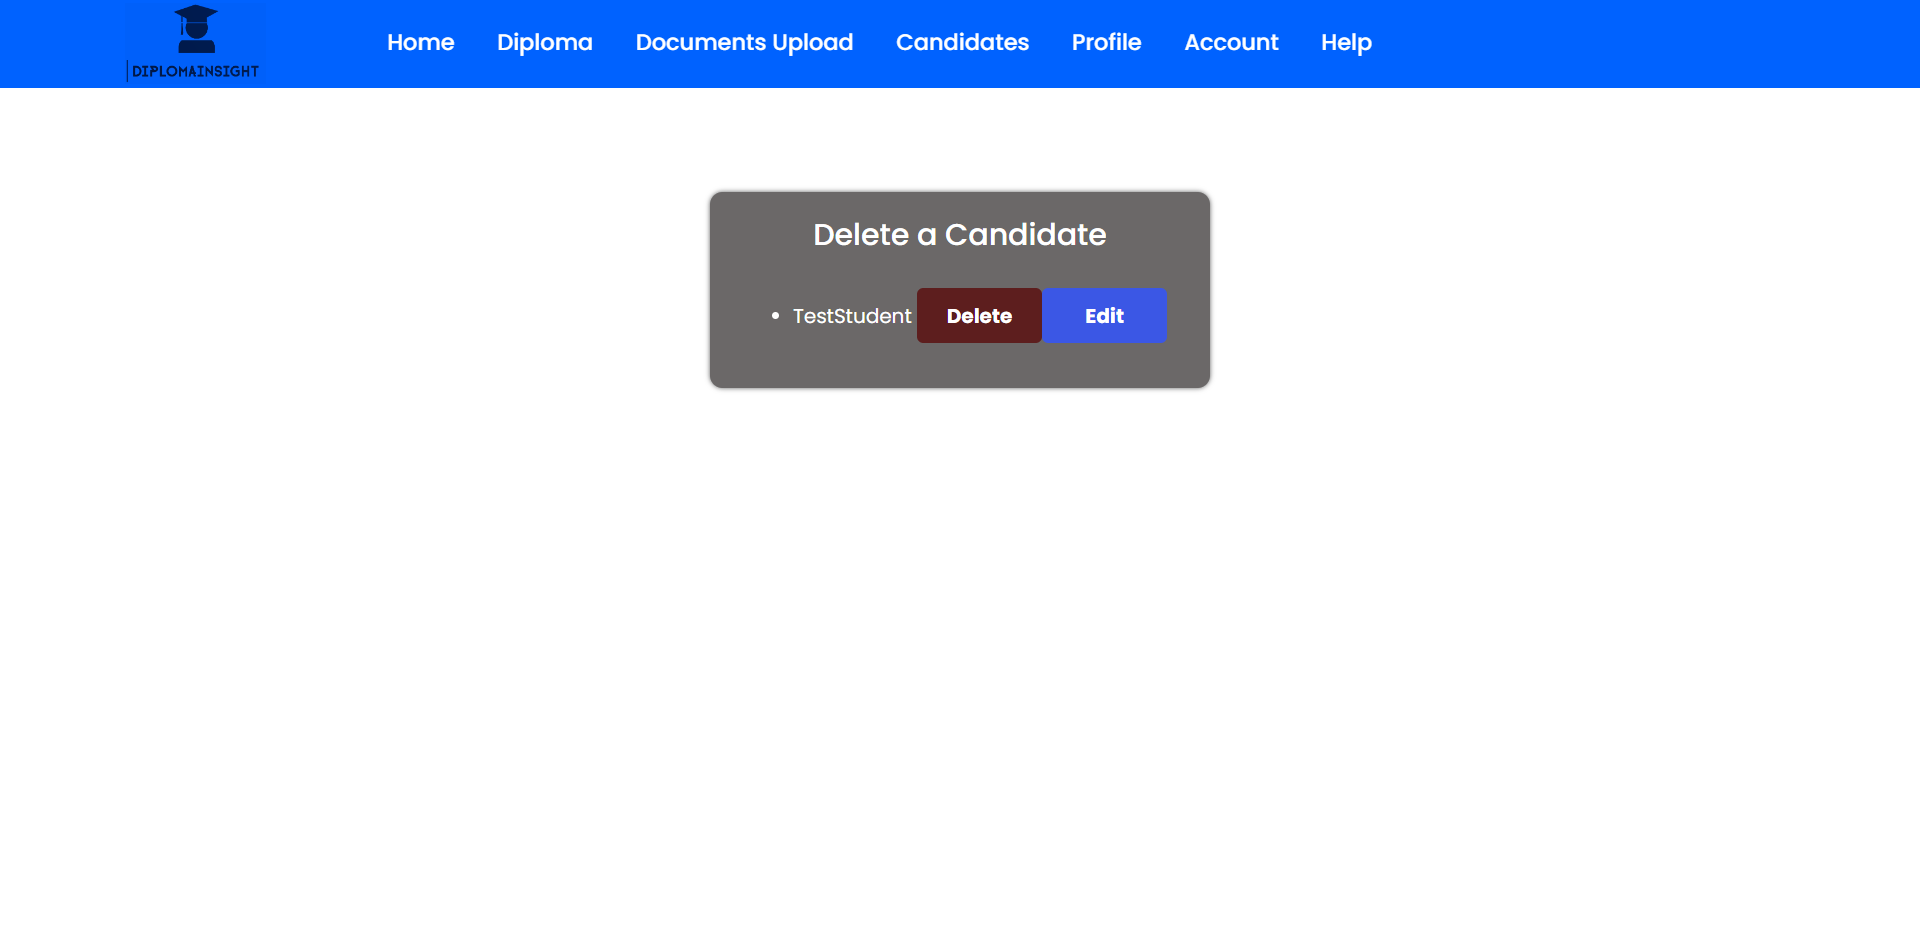 DIPLOMAINSIGHT
Home Diploma Documents Upload Candidates Profile Account Help
Delete a Candidate
• TestStudent Delete Edit